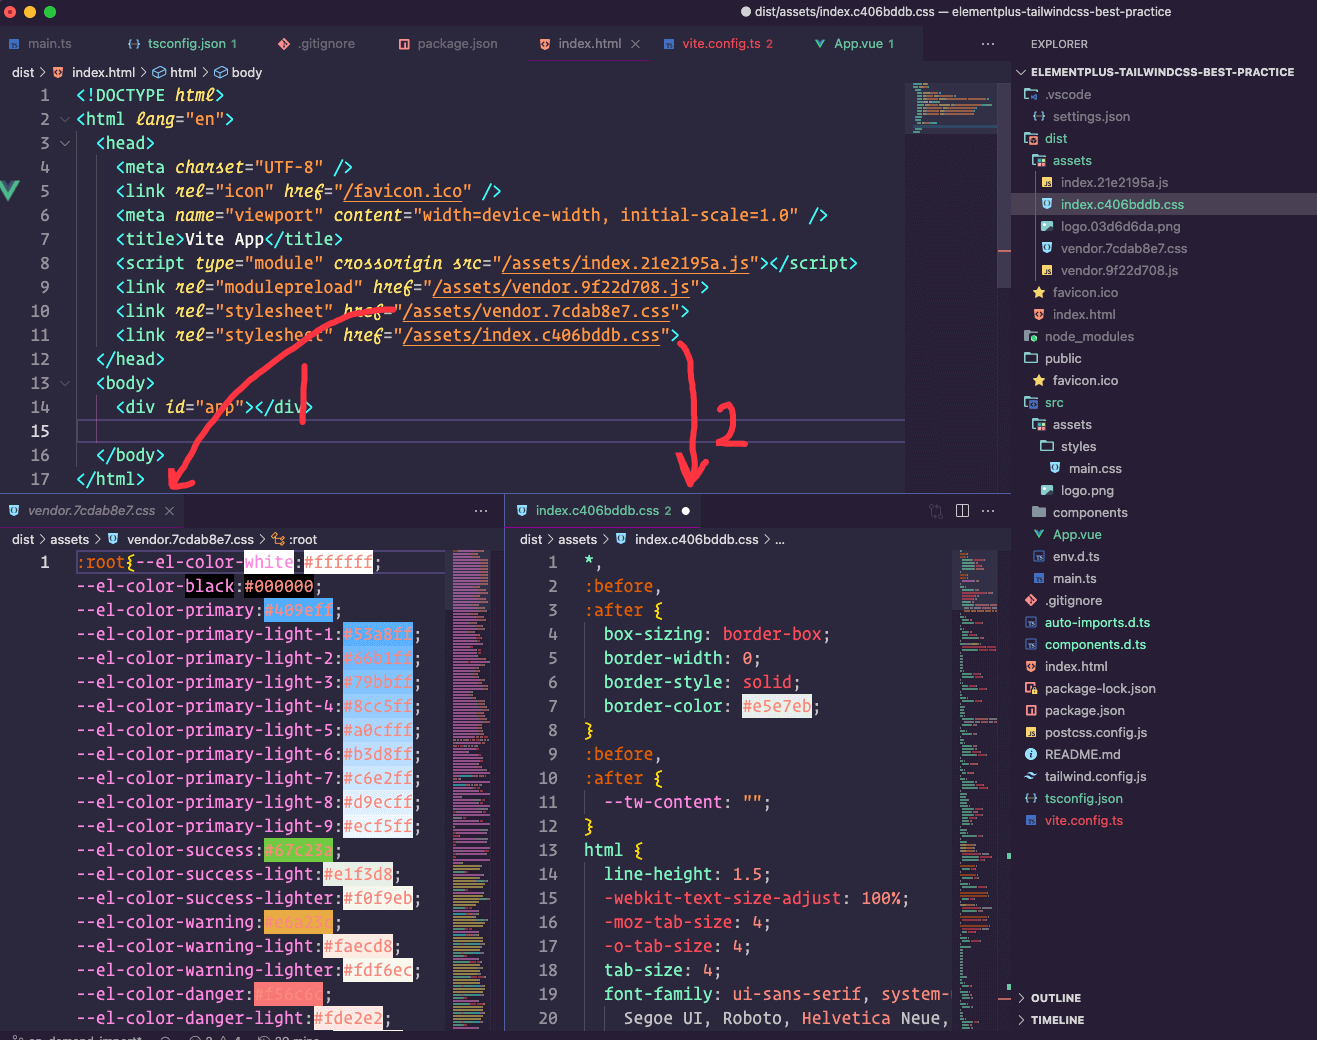 dist/assets/index.c406bddb.css — elementplus-tailwindcss-best-practice
main.ts
tsconfig.json 1
.gitignore
package.json
index.html
vite.config.ts 2
App.vue 1
dist > index.html > html > body
1 <!DOCTYPE html>
2 <html lang="en">
3 <head>
4 <meta charset="UTF-8" />
5 <link rel="icon" href="/favicon.ico" />
6 <meta name="viewport" content="width=device-width, initial-scale=1.0" />
7 <title>Vite App</title>
8 <script type="module" crossorigin src="/assets/index.21e2195a.js"></script>
9 <link rel="modulepreload" href="/assets/vendor.9f22d708.js">
10 <link rel="stylesheet" href="/assets/vendor.7cdab8e7.css">
11 <link rel="stylesheet" href="/assets/index.c406bddb.css">
12 </head>
13 <body>
14 <div id="app"></div>
15
16 </body>
17 </html>
1
2
vendor.7cdab8e7.css
dist > assets > vendor.7cdab8e7.css > :root
1 :root{--el-color-white:#ffffff;
--el-color-black:#000000;
--el-color-primary:#409eff;
--el-color-primary-light-1:#53a8ff;
--el-color-primary-light-2:#66b1ff;
--el-color-primary-light-3:#79bbff;
--el-color-primary-light-4:#8cc5ff;
--el-color-primary-light-5:#a0cfff;
--el-color-primary-light-6:#b3d8ff;
--el-color-primary-light-7:#c6e2ff;
--el-color-primary-light-8:#d9ecff;
--el-color-primary-light-9:#ecf5ff;
--el-color-success:#67c23a;
--el-color-success-light:#e1f3d8;
--el-color-success-lighter:#f0f9eb;
--el-color-warning:#e6a23c;
--el-color-warning-light:#faecd8;
--el-color-warning-lighter:#fdf6ec;
--el-color-danger:#f56c6c;
--el-color-danger-light:#fde2e2;
index.c406bddb.css 2
dist > assets > index.c406bddb.css > ...
1 *,
2 :before,
3 :after {
4 box-sizing: border-box;
5 border-width: 0;
6 border-style: solid;
7 border-color: #e5e7eb;
8 }
9 :before,
10 :after {
11 --tw-content: "";
12 }
13 html {
14 line-height: 1.5;
15 -webkit-text-size-adjust: 100%;
16 -moz-tab-size: 4;
17 -o-tab-size: 4;
18 tab-size: 4;
19 font-family: ui-sans-serif, system-
20 Segoe UI, Roboto, Helvetica Neue,
EXPLORER
ELEMENTPLUS-TAILWINDCSS-BEST-PRACTICE
.vscode
settings.json
dist
assets
index.21e2195a.js
index.c406bddb.css
logo.03d6d6da.png
vendor.7cdab8e7.css
vendor.9f22d708.js
favicon.ico
index.html
node_modules
public
favicon.ico
src
assets
styles
main.css
logo.png
components
App.vue
env.d.ts
main.ts
.gitignore
auto-imports.d.ts
components.d.ts
index.html
package-lock.json
package.json
postcss.config.js
README.md
tailwind.config.js
tsconfig.json
vite.config.ts
OUTLINE
TIMELINE